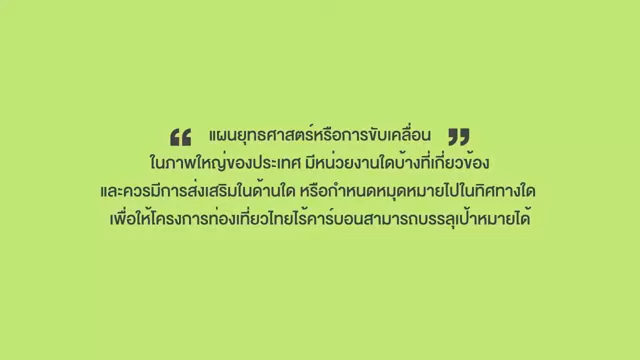 “ แผนยุทธศาสตร์หรือการขับเคลื่อน ”
ในภาพใหญ่ของประเทศ มีหน่วยงานใดบ้างที่เกี่ยวข้อง
และควรมีการส่งเสริมในด้านใด หรือกำหนดหมุดหมายไปในทิศทางใด
เพื่อให้โครงการท่องเที่ยวไทยไร้คาร์บอนสามารถบรรลุเป้าหมายได้